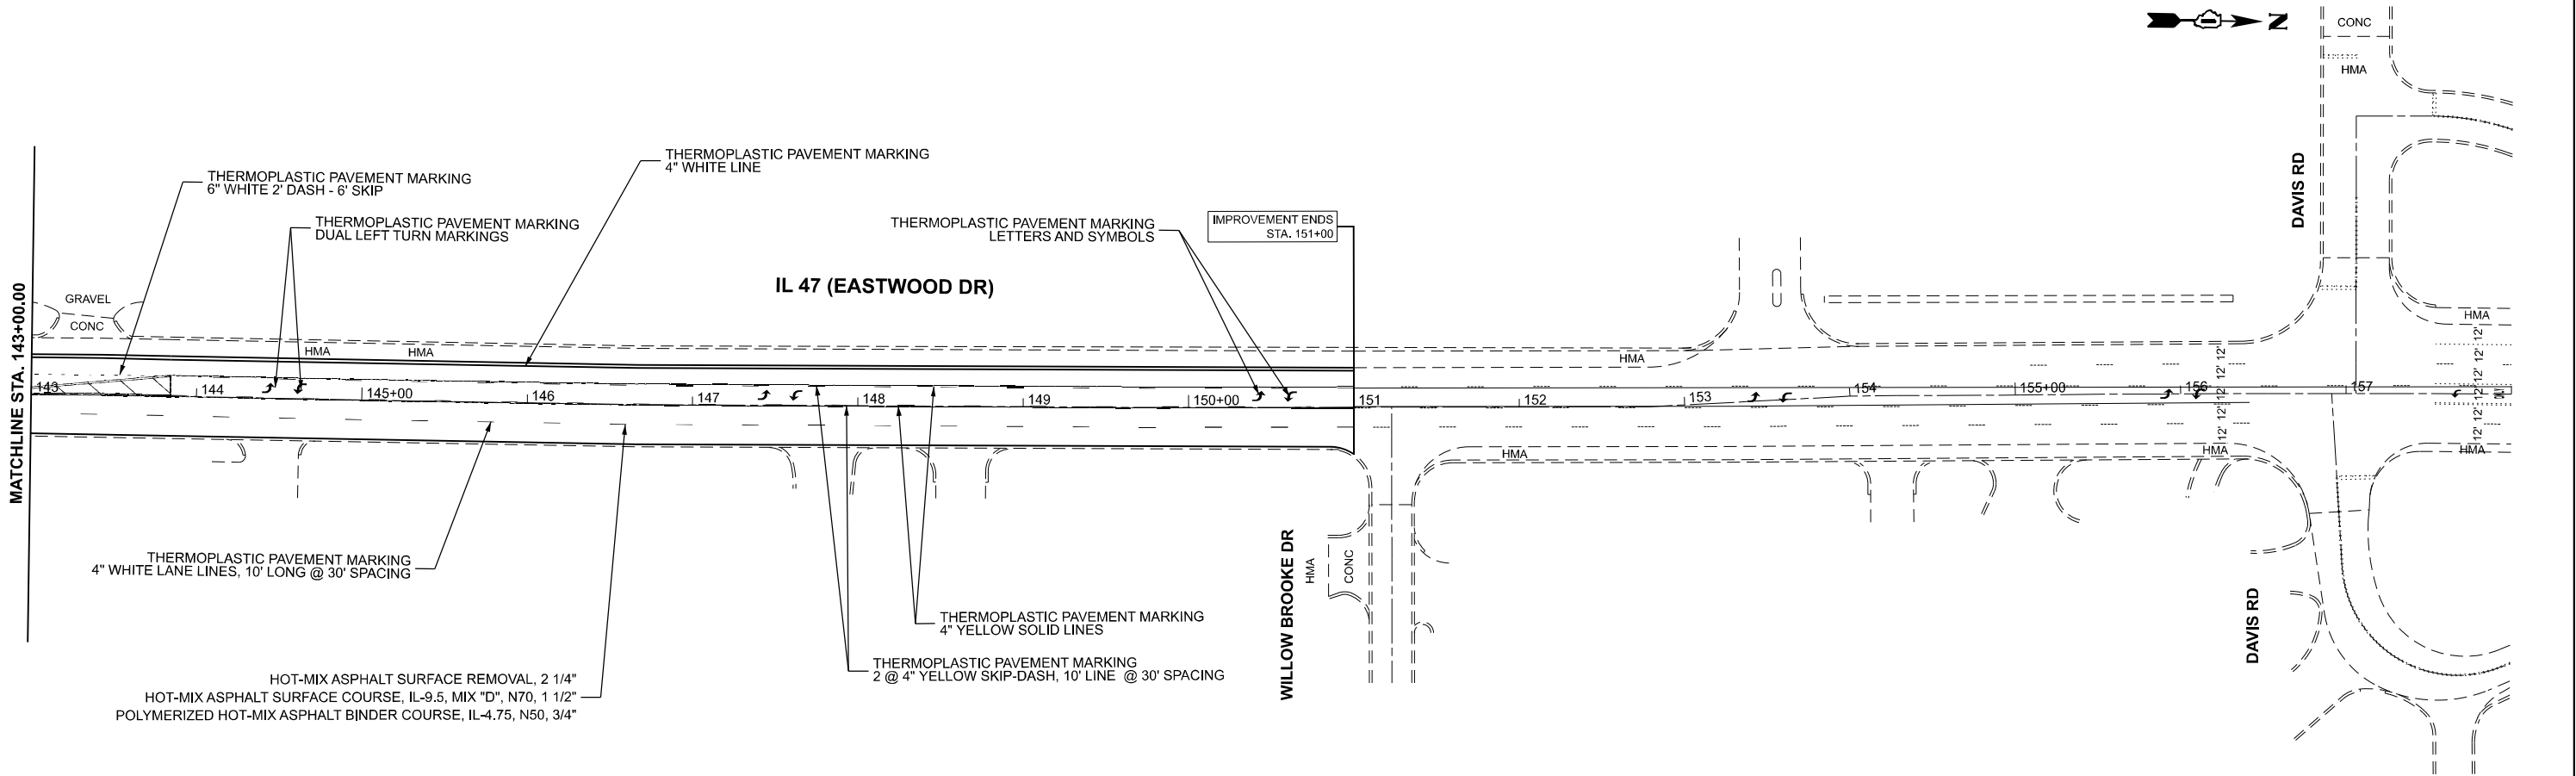 N
CONC
HMA
DAVIS RD
MATCHLINE STA. 143+00.00
THERMOPLASTIC PAVEMENT MARKING
6" WHITE 2' DASH - 6' SKIP
THERMOPLASTIC PAVEMENT MARKING
DUAL LEFT TURN MARKINGS
THERMOPLASTIC PAVEMENT MARKING
4" WHITE LINE
THERMOPLASTIC PAVEMENT MARKING
LETTERS AND SYMBOLS
IMPROVEMENT ENDS
STA. 151+00
IL 47 (EASTWOOD DR)
GRAVEL
CONC
HMA
HMA
HMA
HMA
143
144
145+00
146
147
148
149
150+00
151
152
153
154
155+00
156
157
12' 12' 12' 12' 12' 12'
12' 12' 12' 12' 12' 12'
HMA
HMA
HMA
THERMOPLASTIC PAVEMENT MARKING
4" WHITE LANE LINES, 10' LONG @ 30' SPACING
HOT-MIX ASPHALT SURFACE REMOVAL, 2 1/4"
HOT-MIX ASPHALT SURFACE COURSE, IL-9.5, MIX "D", N70, 1 1/2"
POLYMERIZED HOT-MIX ASPHALT BINDER COURSE, IL-4.75, N50, 3/4"
THERMOPLASTIC PAVEMENT MARKING
4" YELLOW SOLID LINES
THERMOPLASTIC PAVEMENT MARKING
2 @ 4" YELLOW SKIP-DASH, 10' LINE @ 30' SPACING
WILLOW BROOKE DR
HMA
CONC
DAVIS RD